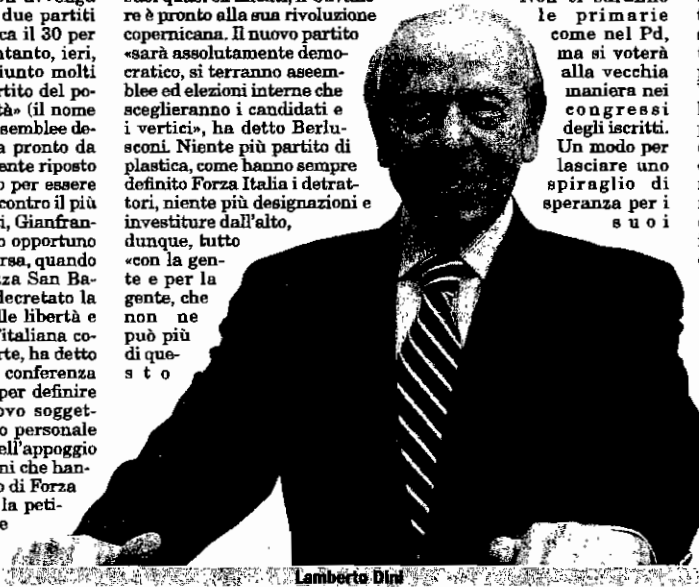 due partiti
ca il 30 per
ntanto, ieri,
iunto molti
rtito del po-
tà» (il nome
semblee de-
a pronto da
ente riposto
o per essere
contro il più
i, Gianfran-
o opportuno
rsa, quando
zza San Ba-
decretato la
lle libertà e
l'italiana co-
rte, ha detto
conferenza
per definire
ovo sogget-
o personale
ell'appoggio
ni che han-
o di Forza
la peti-
e
re è pronto alla sua rivoluzione
copernicana. Il nuovo partito
«sarà assolutamente demo-
cratico, si terranno assem-
blee ed elezioni interne che
sceglieranno i candidati e
i vertici», ha detto Berlu-
sconi. Niente più partito di
plastica, come hanno sempre
definito Forza Italia i detrat-
tori, niente più designazioni e
investiture dall'alto,
dunque, tutto
«con la gen-
te e per la
gente, che
non ne
può più
di que-
sto
le primarie
come nel Pd,
ma si voterà
alla vecchia
maniera nei
congressi
degli iscritti.
Un modo per
lasciare uno
spiraglio di
speranza per i
suoi
Lamberto Dini